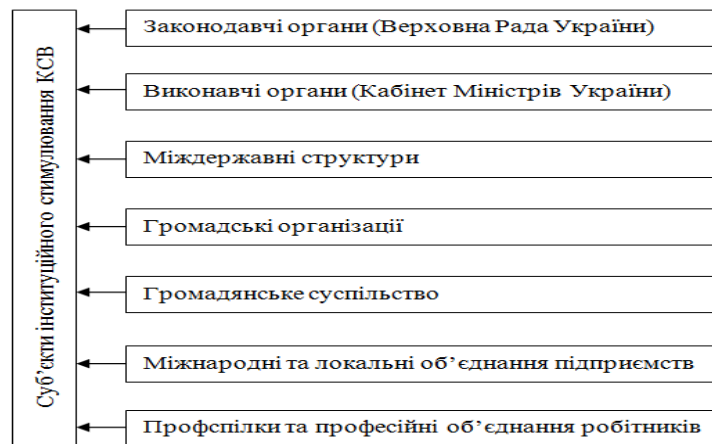 Суб’єкти інституційного стимулювання КСВ
Законодавчі органи (Верховна Рада України)
Виконавчі органи (Кабінет Міністрів України)
Міждержавні структури
Громадські організації
Громадянське суспільство
Міжнародні та локальні об’єднання підприємств
Профспілки та професійні об’єднання робітників